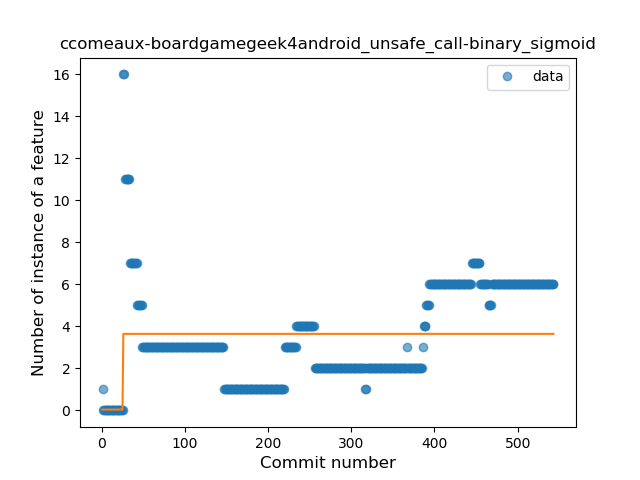 ccomeaux-boardgamegeek4android_unsafe_call-binary_sigmoid
data
Number of instance of a feature
16
14
12
10
8
6
4
2
0
0 100 200 300 400 500
Commit number